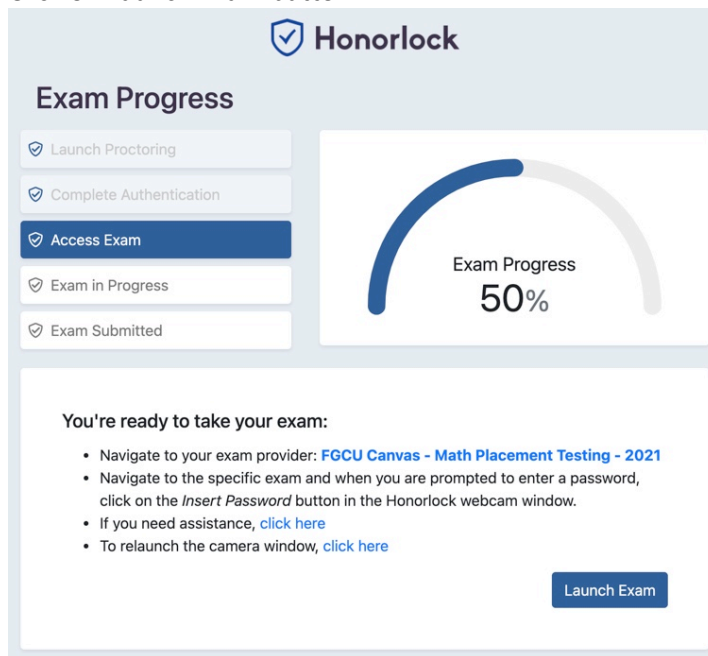 Honorlock
Exam Progress
Launch Proctoring
Complete Authentication
Access Exam
Exam in Progress
Exam Submitted
Exam Progress
50%
You're ready to take your exam:
• Navigate to your exam provider: FGCU Canvas - Math Placement Testing - 2021
• Navigate to the specific exam and when you are prompted to enter a password,
click on the Insert Password button in the Honorlock webcam window.
• If you need assistance, click here
• To relaunch the camera window, click here
Launch Exam